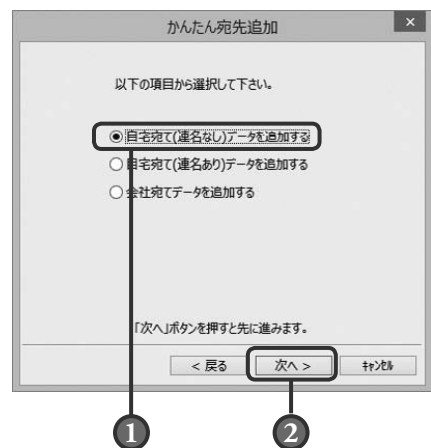 かんたん宛先追加
×
以下の項目から選択して下さい。
自宅宛て(連名なし)データを追加する
自宅宛て(連名あり)データを追加する
会社宛てデータを追加する
「次へ」ボタンを押すと先に進みます。
< 戻る 次へ > キャンセル
1 2